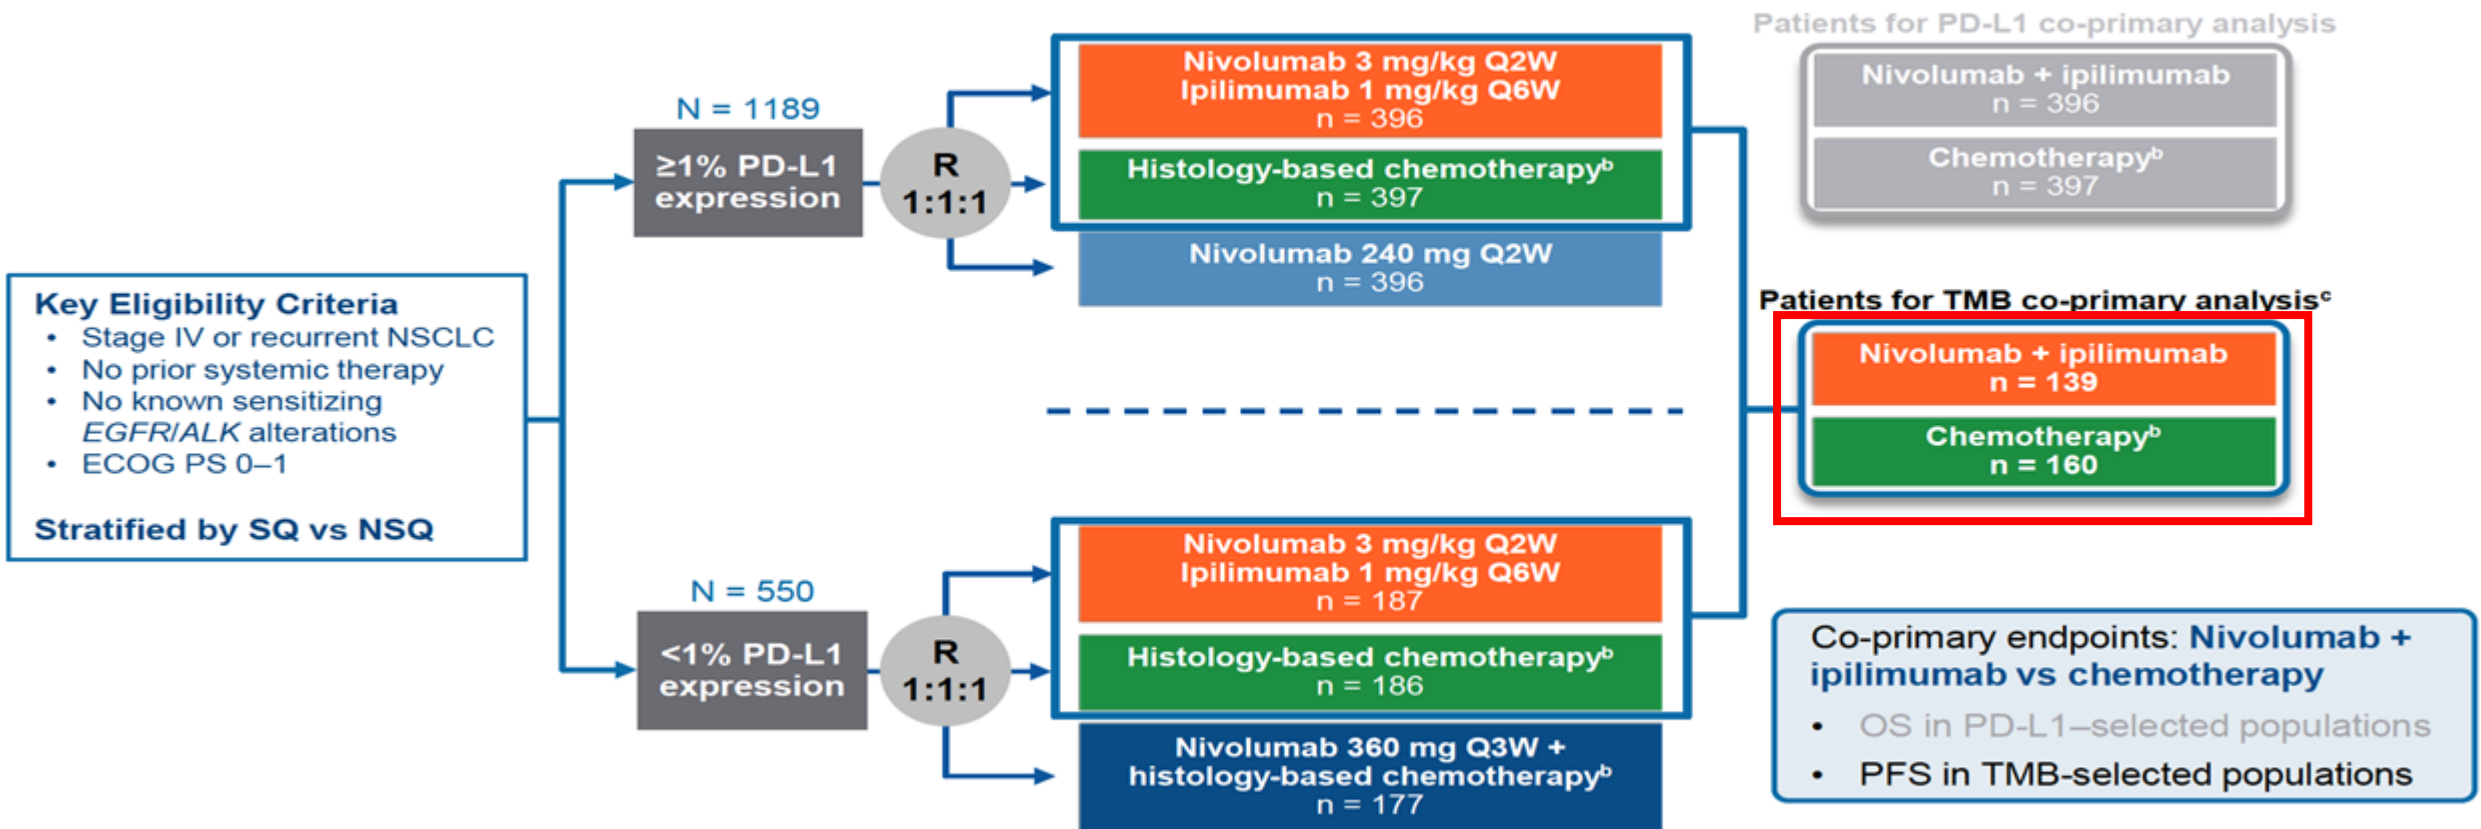 Key Eligibility Criteria
• Stage IV or recurrent NSCLC
• No prior systemic therapy
• No known sensitizing
EGFR/ALK alterations
• ECOG PS 0–1
Stratified by SQ vs NSQ
N = 1189
≥1% PD-L1
expression
R
1:1:1
Nivolumab 3 mg/kg Q2W
Ipilimumab 1 mg/kg Q6W
n = 396
Histology-based chemotherapyᵇ
n = 397
Nivolumab 240 mg Q2W
n = 396
N = 550
<1% PD-L1
expression
R
1:1:1
Nivolumab 3 mg/kg Q2W
Ipilimumab 1 mg/kg Q6W
n = 187
Histology-based chemotherapyᵇ
n = 186
Nivolumab 360 mg Q3W +
histology-based chemotherapyᵇ
n = 177
Patients for PD-L1 co-primary analysis
Nivolumab + ipilimumab
n = 396
Chemotherapyᵇ
n = 397
Patients for TMB co-primary analysisᶜ
Nivolumab + ipilimumab
n = 139
Chemotherapyᵇ
n = 160
Co-primary endpoints: Nivolumab +
ipilimumab vs chemotherapy
• OS in PD-L1–selected populations
• PFS in TMB-selected populations